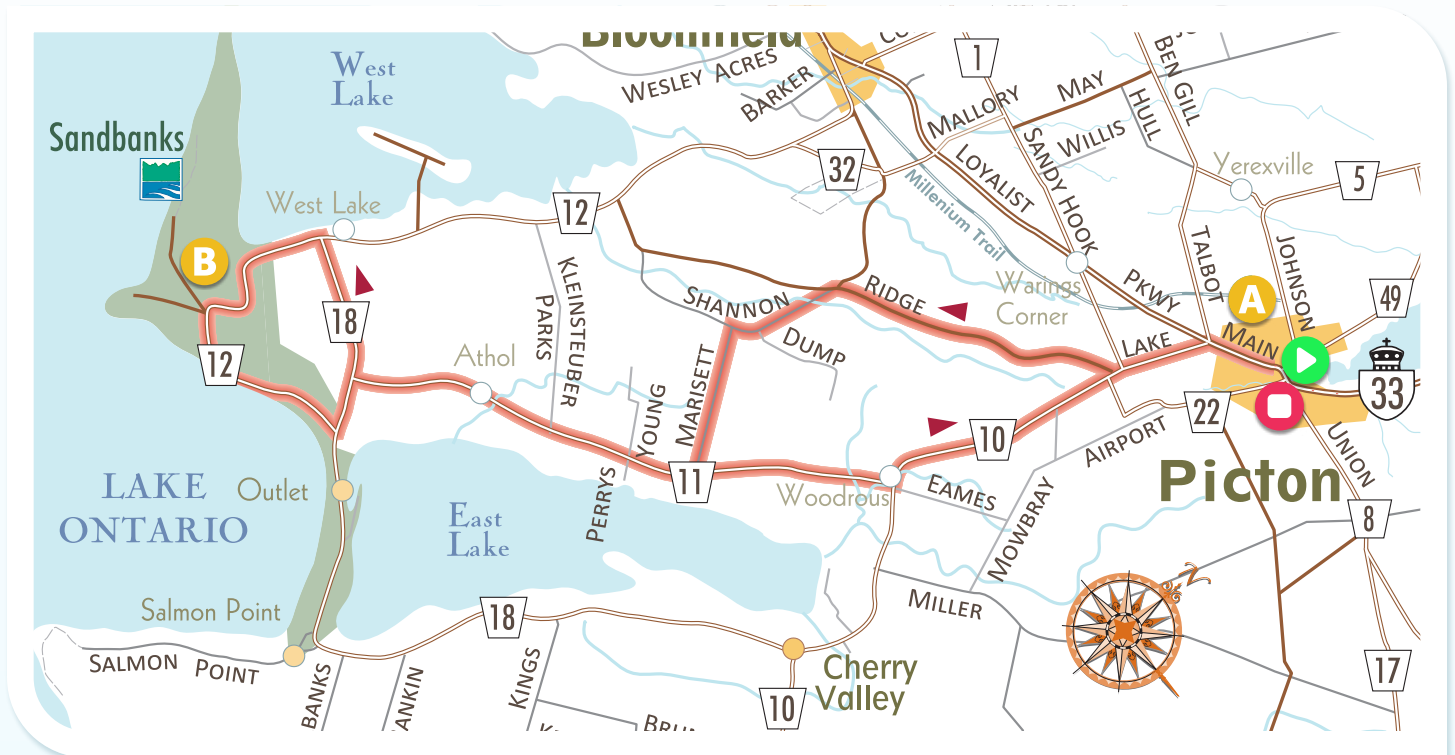 Bloomfield
West
Lake
WESLEY ACRES
BARKER
1
MALLORY
MAY
BEN GILL
HULL
WILLIS
Sandbanks
32
LOYALIST
SANDY HOOK
Yerexville
5
Millenium Trail
West Lake
12
B
KLEINSTEUBER
PARKS
SHANNON
RIDGE
Warings
Corner
PKWY
TALBOT
A
JOHNSON
49
18
DUMP
LAKE
MAIN
12
Athol
MARISETT
YOUNG
33
22
10
AIRPORT
UNION
Picton
11
Woodrous
EAMES
MOWBRAY
PERRYS
LAKE
ONTARIO
Outlet
East
Lake
8
N
Salmon Point
18
MILLER
SALMON POINT
BANKS
KINGS
Cherry
Valley
10
17